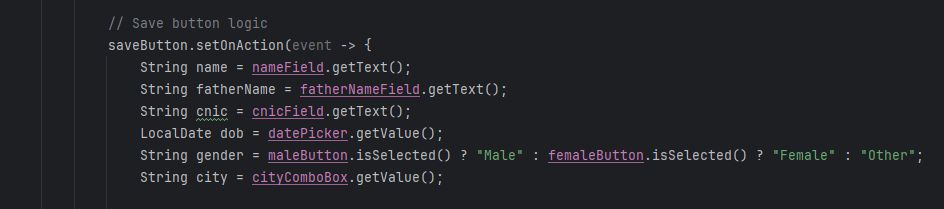 // Save button logic
saveButton.setOnAction(event -> {
String name = nameField.getText();
String fatherName = fatherNameField.getText();
String cnic = cnicField.getText();
LocalDate dob = datePicker.getValue();
String gender = maleButton.isSelected() ? "Male" : femaleButton.isSelected() ? "Female" : "Other";
String city = cityComboBox.getValue();